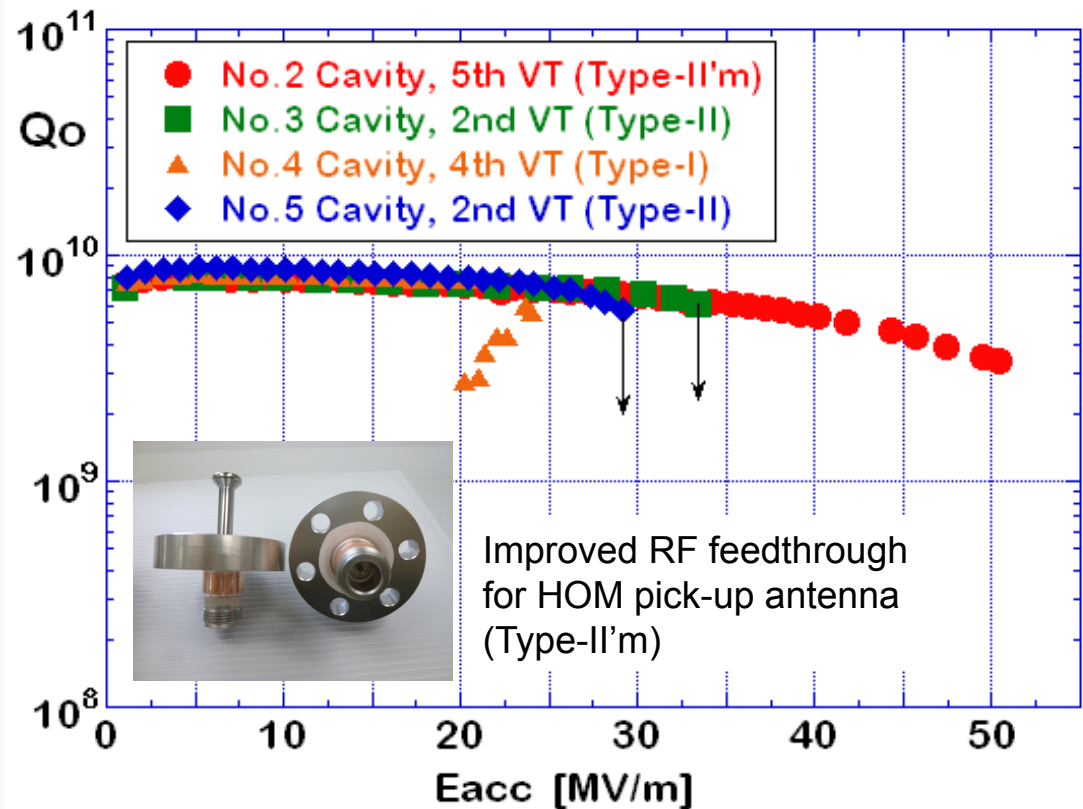 10¹¹
No.2 Cavity, 5th VT (Type-II'm)
No.3 Cavity, 2nd VT (Type-II)
No.4 Cavity, 4th VT (Type-I)
No.5 Cavity, 2nd VT (Type-II)
Qo
10¹⁰
10⁹
Improved RF feedthrough
for HOM pick-up antenna
(Type-II’m)
10⁸
0 10 20 30 40 50
Eacc [MV/m]